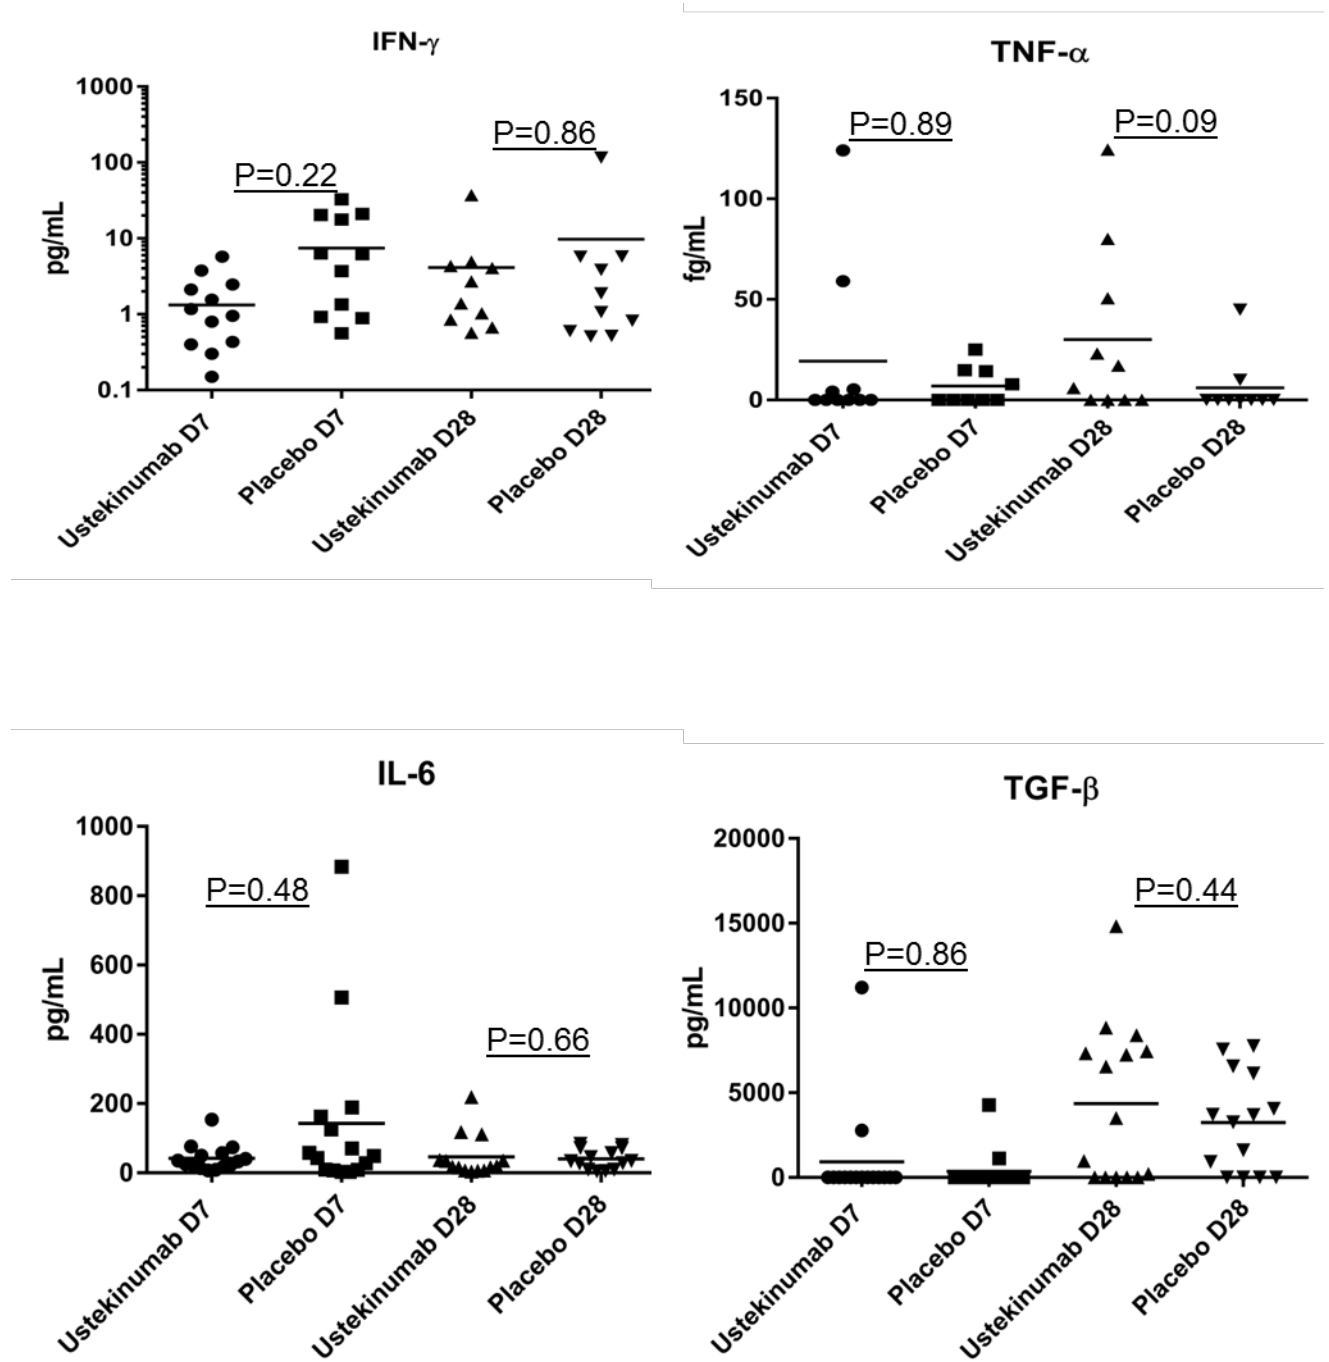 IFN-γ
1000
100
10
1
0.1
pg/mL
P=0.22
P=0.86
Ustekinumab D7
Placebo D7
Ustekinumab D28
Placebo D28
TNF-α
150
100
50
0
fg/mL
P=0.89
P=0.09
Ustekinumab D7
Placebo D7
Ustekinumab D28
Placebo D28
IL-6
1000
800
600
400
200
0
pg/mL
P=0.48
P=0.66
Ustekinumab D7
Placebo D7
Ustekinumab D28
Placebo D28
TGF-β
20000
15000
10000
5000
0
pg/mL
P=0.86
P=0.44
Ustekinumab D7
Placebo D7
Ustekinumab D28
Placebo D28